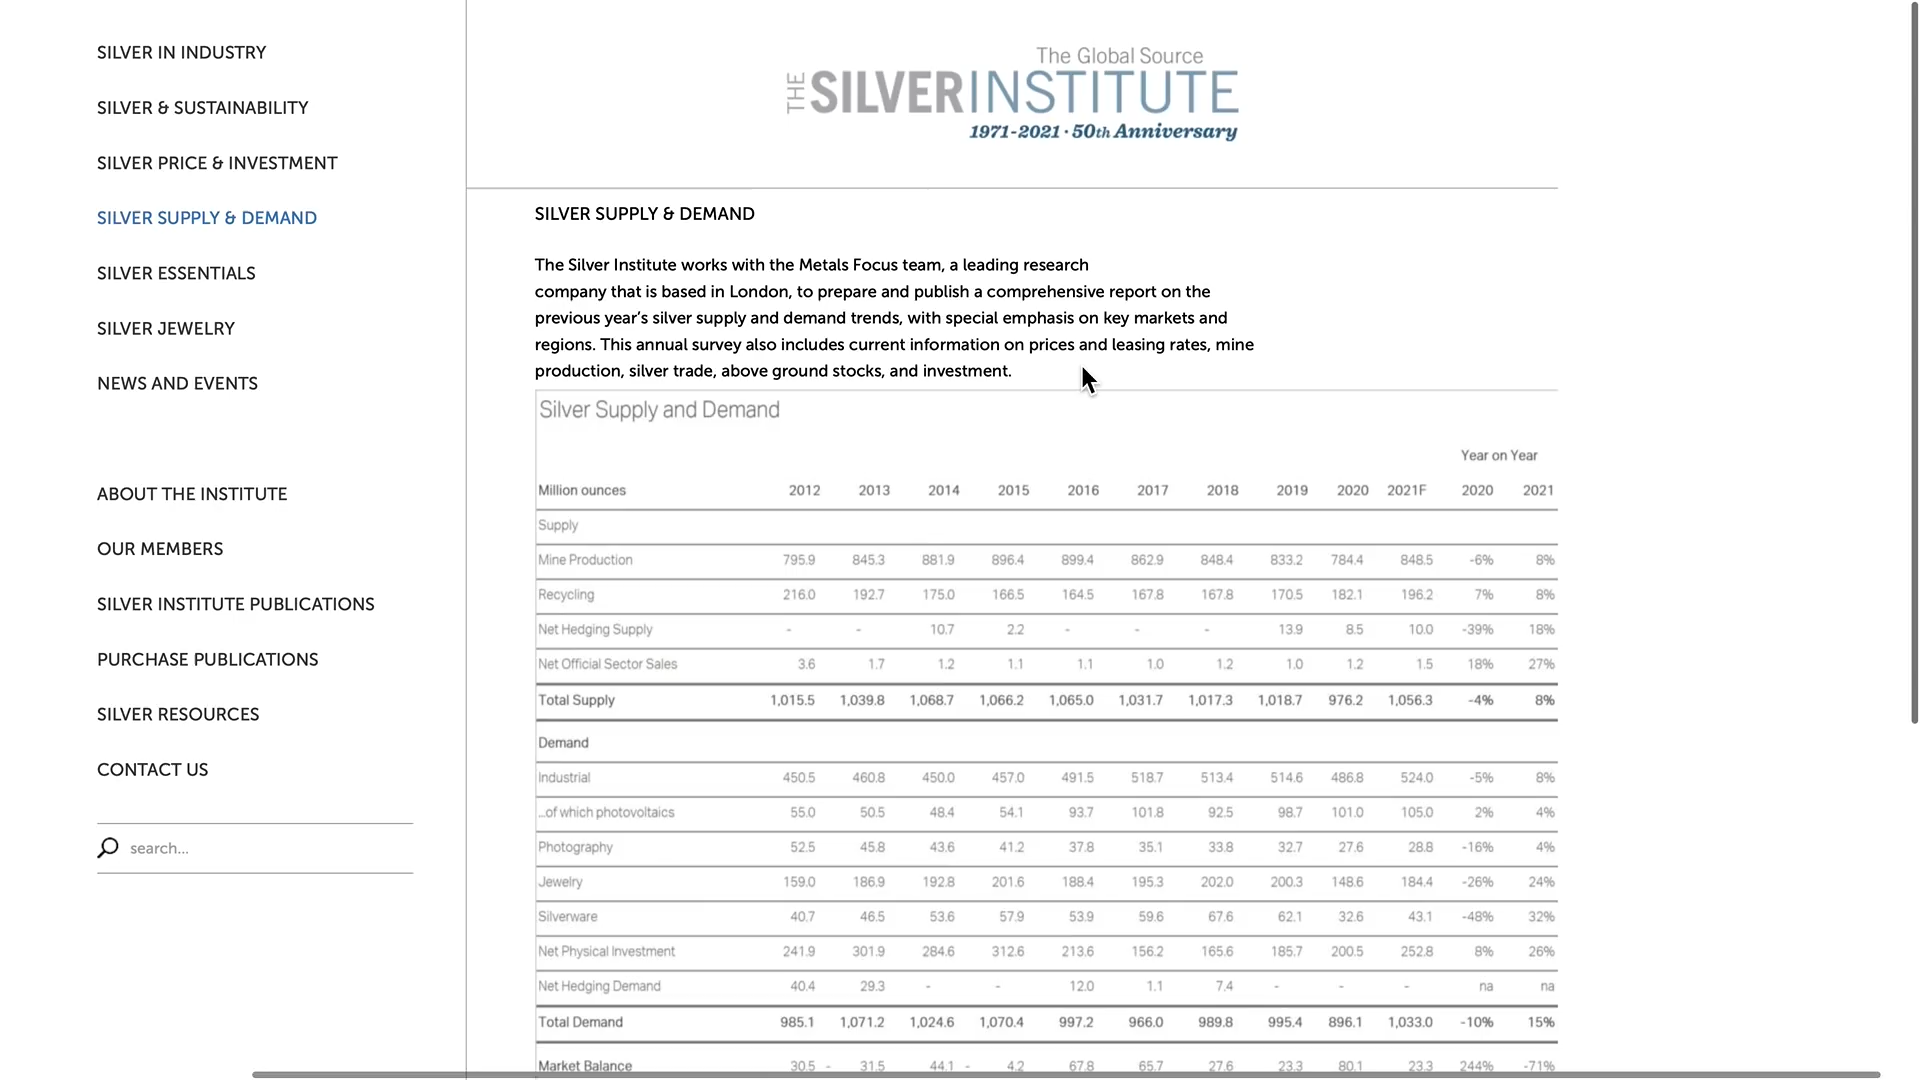 SILVER IN INDUSTRY
SILVER & SUSTAINABILITY
SILVER PRICE & INVESTMENT
SILVER SUPPLY & DEMAND
SILVER ESSENTIALS
SILVER JEWELRY
NEWS AND EVENTS
ABOUT THE INSTITUTE
OUR MEMBERS
SILVER INSTITUTE PUBLICATIONS
PURCHASE PUBLICATIONS
SILVER RESOURCES
CONTACT US
search...
The Global Source
THE SILVERINSTITUTE
1971-2021 · 50th Anniversary
SILVER SUPPLY & DEMAND
The Silver Institute works with the Metals Focus team, a leading research
company that is based in London, to prepare and publish a comprehensive report on the
previous year’s silver supply and demand trends, with special emphasis on key markets and
regions. This annual survey also includes current information on prices and leasing rates, mine
production, silver trade, above ground stocks, and investment.
Silver Supply and Demand
Year on Year
Million ounces 2012 2013 2014 2015 2016 2017 2018 2019 2020 2021F 2020 2021
Supply
Mine Production 795.9 845.3 881.9 896.4 899.4 862.9 848.4 833.2 784.4 848.5 -6% 8%
Recycling 216.0 192.7 175.0 166.5 164.5 167.8 167.8 170.5 182.1 196.2 7% 8%
Net Hedging Supply - - 10.7 2.2 - - - 13.9 8.5 10.0 -39% 18%
Net Official Sector Sales 3.6 1.7 1.2 1.1 1.1 1.0 1.2 1.0 1.2 1.5 18% 27%
Total Supply 1,015.5 1,039.8 1,068.7 1,066.2 1,065.0 1,031.7 1,017.3 1,018.7 976.2 1,056.3 -4% 8%
Demand
Industrial 450.5 460.8 450.0 457.0 491.5 518.7 513.4 514.6 486.8 524.0 -5% 8%
...of which photovoltaics 55.0 50.5 48.4 54.1 93.7 101.8 92.5 98.7 101.0 105.0 2% 4%
Photography 52.5 45.8 43.6 41.2 37.8 35.1 33.8 32.7 27.6 28.8 -16% 4%
Jewelry 159.0 186.9 192.8 201.6 188.4 195.3 202.0 200.3 148.6 184.4 -26% 24%
Silverware 40.7 46.5 53.6 57.9 53.9 59.6 67.6 62.1 32.6 43.1 -48% 32%
Net Physical Investment 241.9 301.9 284.6 312.6 213.6 156.2 165.6 185.7 200.5 252.8 8% 26%
Net Hedging Demand 40.4 29.3 - - 12.0 1.1 7.4 - - - na na
Total Demand 985.1 1,071.2 1,024.6 1,070.4 997.2 966.0 989.8 995.4 896.1 1,033.0 -10% 15%
Market Balance 30.5 - 31.5 44.1 - 4.2 67.8 65.7 27.6 23.3 80.1 23.3 244% -71%